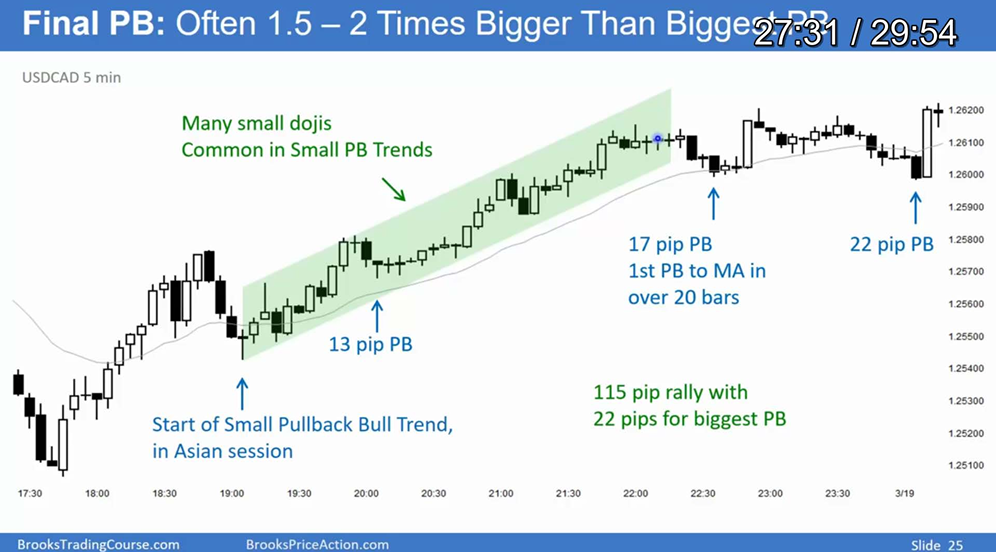 Final PB: Often 1.5 – 2 Times Bigger Than Biggest PB
27:31 / 29:54
USDCAD 5 min
Many small dojis
Common in Small PB Trends
13 pip PB
Start of Small Pullback Bull Trend,
in Asian session
17 pip PB
1st PB to MA in
over 20 bars
22 pip PB
115 pip rally with
22 pips for biggest PB
1.26200
1.26100
1.26000
1.25900
1.25800
1.25700
1.25600
1.25500
1.25400
1.25300
1.25200
1.25100
17:30 18:00 18:30 19:00 19:30 20:00 20:30 21:00 21:30 22:00 22:30 23:00 23:30 3/19
BrooksTradingCourse.com BrooksPriceAction.com Slide 25